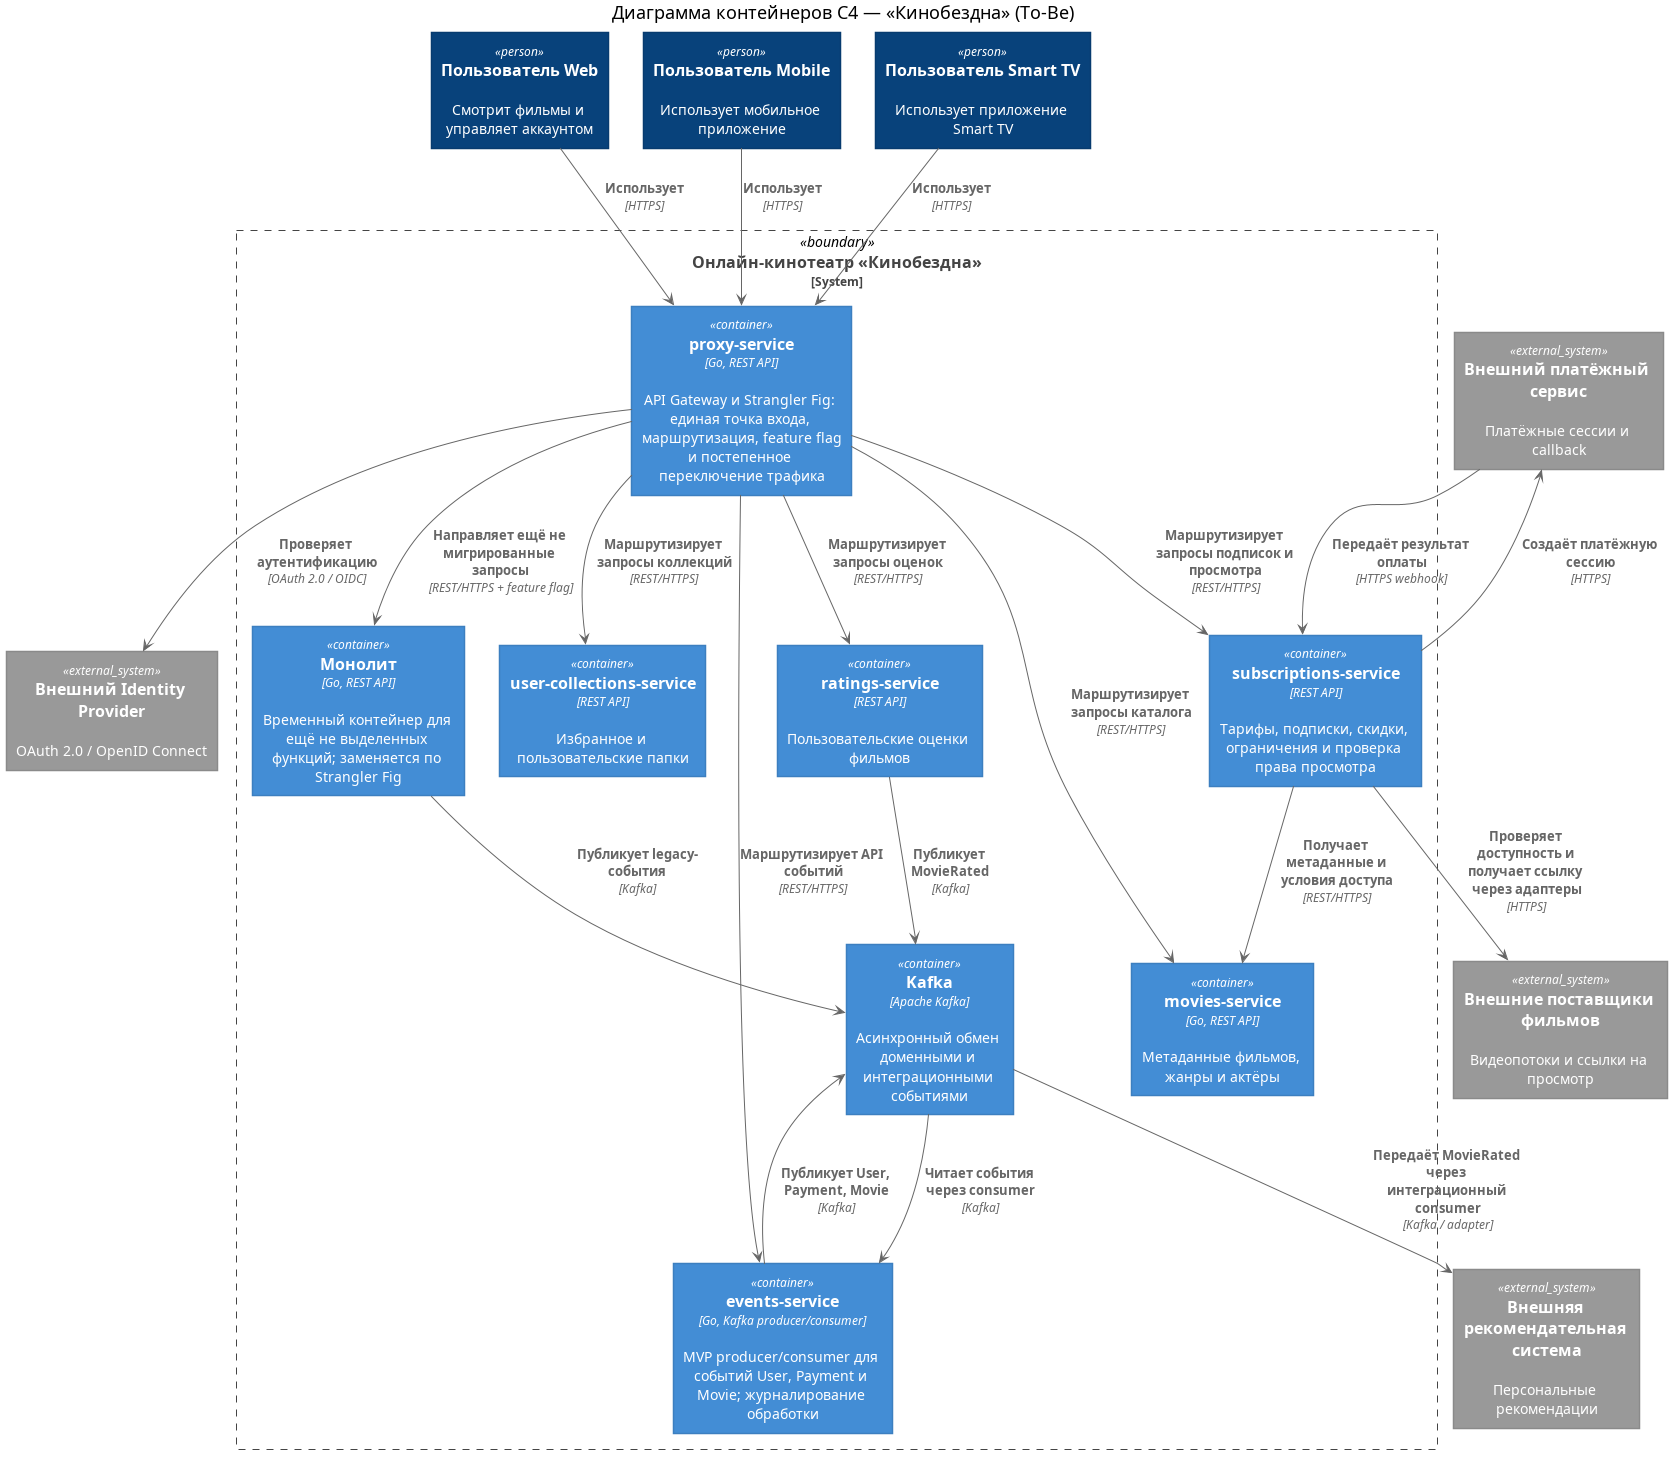 Диаграмма контейнеров C4 — «Кинобездна» (To-Be)
«person»
Пользователь Web
Смотрит фильмы и
управляет аккаунтом
«person»
Пользователь Mobile
Использует мобильное
приложение
«person»
Пользователь Smart TV
Использует приложение
Smart TV
Использует
[HTTPS]
Использует
[HTTPS]
Использует
[HTTPS]
«boundary»
Онлайн-кинотеатр «Кинобездна»
[System]
«container»
proxy-service
[Go, REST API]
API Gateway и Strangler Fig:
единая точка входа,
маршрутизация, feature flag
и постепенное
переключение трафика
«external_system»
Внешний платёжный
сервис
Платёжные сессии и
callback
Проверяет
аутентификацию
[OAuth 2.0 / OIDC]
Направляет ещё не
мигрированные
запросы
[REST/HTTPS + feature flag]
Маршрутизирует
запросы коллекций
[REST/HTTPS]
Маршрутизирует
запросы оценок
[REST/HTTPS]
Маршрутизирует
запросы подписок и
просмотра
[REST/HTTPS]
Передаёт результат
оплаты
[HTTPS webhook]
Создаёт платёжную
сессию
[HTTPS]
«external_system»
Внешний Identity
Provider
OAuth 2.0 / OpenID Connect
«container»
Монолит
[Go, REST API]
Временный контейнер для
ещё не выделенных
функций; заменяется по
Strangler Fig
«container»
user-collections-service
[REST API]
Избранное и
пользовательские папки
«container»
ratings-service
[REST API]
Пользовательские оценки
фильмов
Маршрутизирует
запросы каталога
[REST/HTTPS]
«container»
subscriptions-service
[REST API]
Тарифы, подписки, скидки,
ограничения и проверка
права просмотра
Публикует legacy-
события
[Kafka]
Маршрутизирует API
событий
[REST/HTTPS]
Публикует
MovieRated
[Kafka]
Получает
метаданные и
условия доступа
[REST/HTTPS]
Проверяет
доступность и
получает ссылку
через адаптеры
[HTTPS]
«container»
Kafka
[Apache Kafka]
Асинхронный обмен
доменными и
интеграционными
событиями
«container»
movies-service
[Go, REST API]
Метаданные фильмов,
жанры и актёры
«external_system»
Внешние поставщики
фильмов
Видеопотоки и ссылки на
просмотр
Публикует User,
Payment, Movie
[Kafka]
Читает события
через consumer
[Kafka]
Передаёт MovieRated
через
интеграционный
consumer
[Kafka / adapter]
«container»
events-service
[Go, Kafka producer/consumer]
MVP producer/consumer для
событий User, Payment и
Movie; журналирование
обработки
«external_system»
Внешняя
рекомендательная
система
Персональные
рекомендации